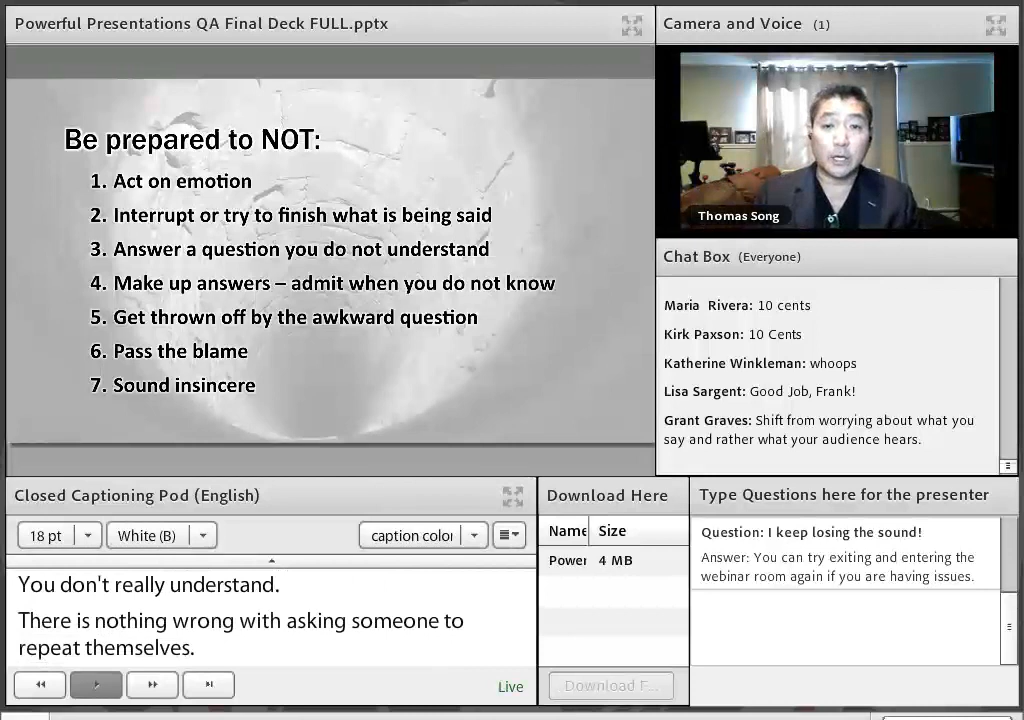 Powerful Presentations QA Final Deck FULL.pptx
Be prepared to NOT:
1. Act on emotion
2. Interrupt or try to finish what is being said
3. Answer a question you do not understand
4. Make up answers – admit when you do not know
5. Get thrown off by the awkward question
6. Pass the blame
7. Sound insincere
Camera and Voice (1)
Thomas Song
Chat Box (Everyone)
Maria Rivera: 10 cents
Kirk Paxson: 10 Cents
Katherine Winkleman: whoops
Lisa Sargent: Good Job, Frank!
Grant Graves: Shift from worrying about what you
say and rather what your audience hears.
Closed Captioning Pod (English)
18 pt
White (B)
caption colo
You don't really understand.
There is nothing wrong with asking someone to
repeat themselves.
Live
Download Here
Name Size
Power 4 MB
Download F...
Type Questions here for the presenter
Question: I keep losing the sound!
Answer: You can try exiting and entering the
webinar room again if you are having issues.